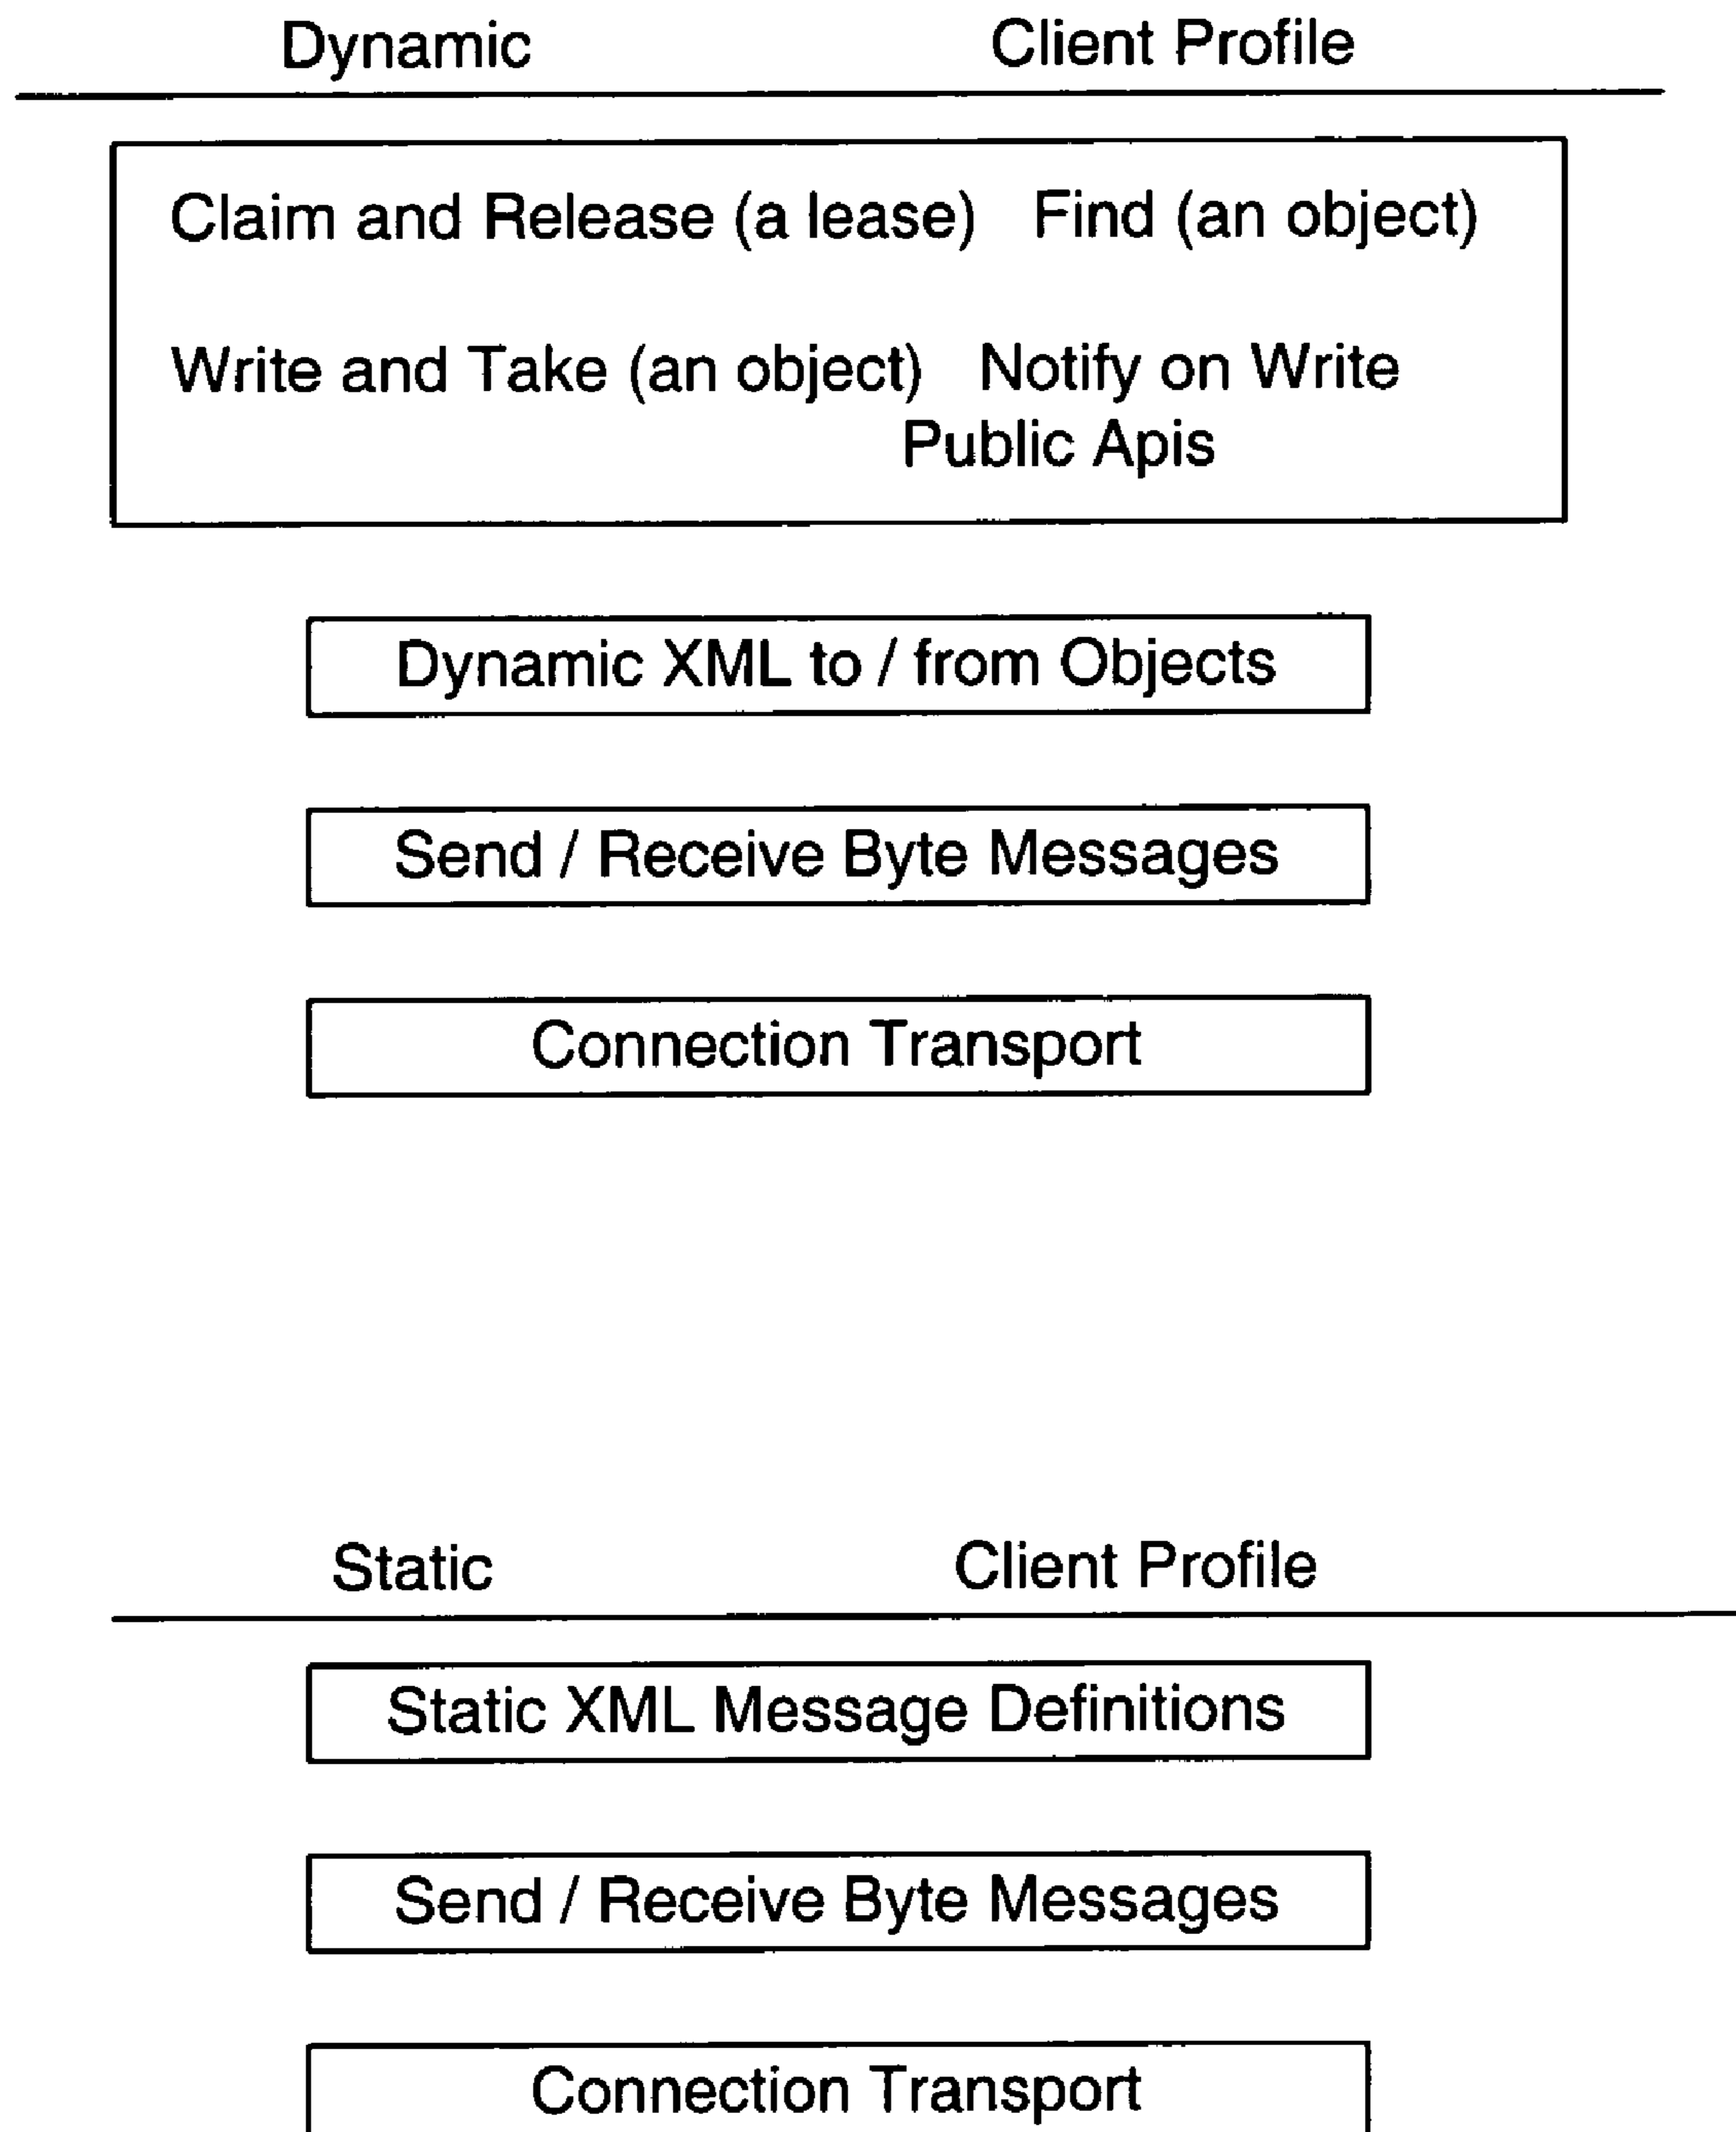 Dynamic Client Profile
Claim and Release (a lease) Find (an object)
Write and Take (an object) Notify on Write
Public Apis
Dynamic XML to / from Objects
Send / Receive Byte Messages
Connection Transport
Static Client Profile
Static XML Message Definitions
Send / Receive Byte Messages
Connection Transport